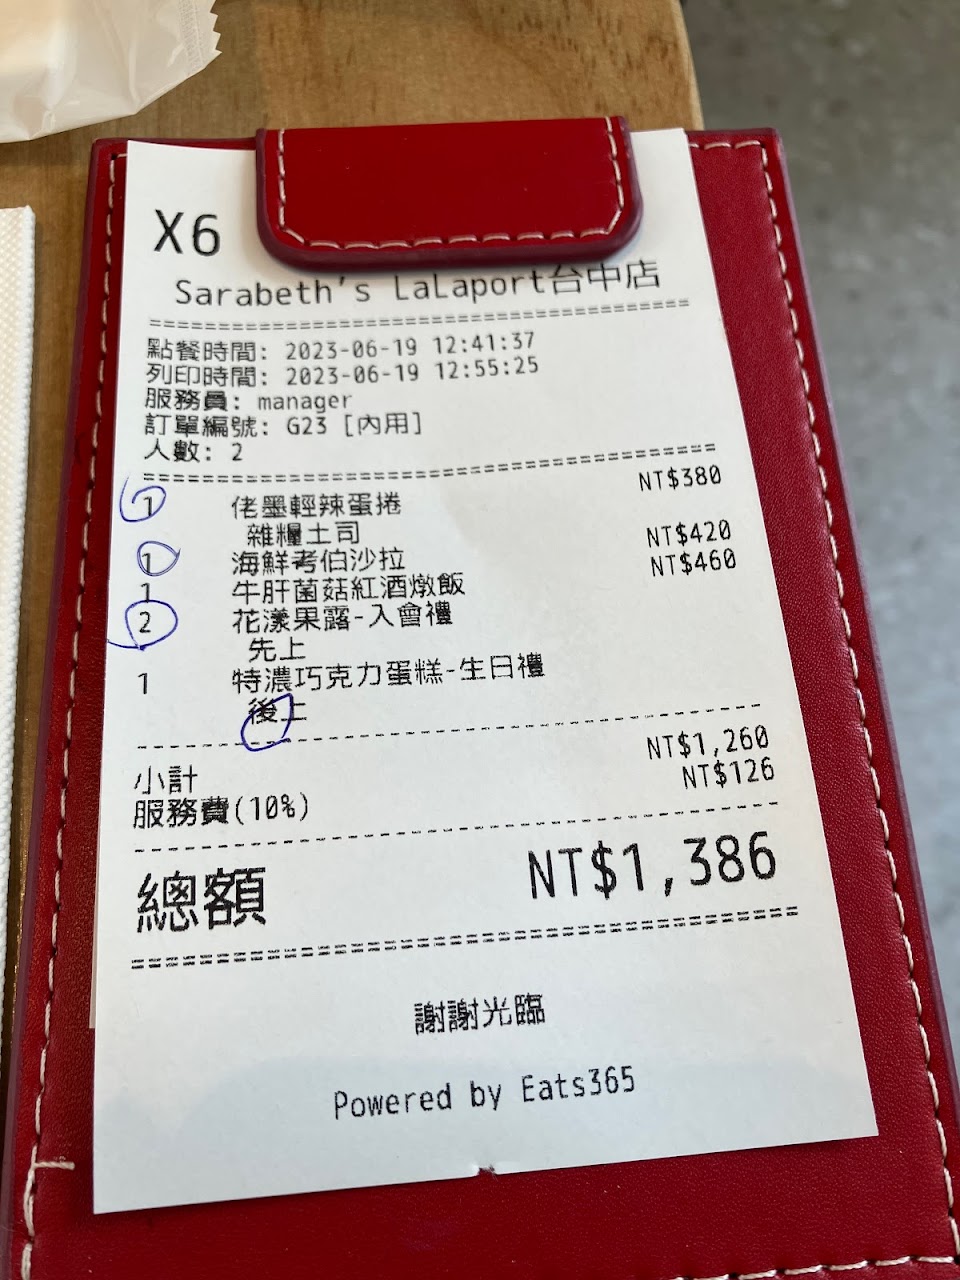 X6
Sarabeth's LaLaport台中店
點餐時間: 2023-06-19 12:41:37
列印時間: 2023-06-19 12:55:25
服務員: manager
訂單編號: G23 [內用]
人數: 2
1 佬墨輕辣蛋捲 NT$380
雜糧土司
1 海鮮考伯沙拉 NT$420
1 牛肝菌菇紅酒燉飯 NT$460
2 花漾果露-入會禮
先上
1 特濃巧克力蛋糕-生日禮
後上
小計 NT$1,260
服務費(10%) NT$126
總額 NT$1,386
謝謝光臨
Powered by Eats365